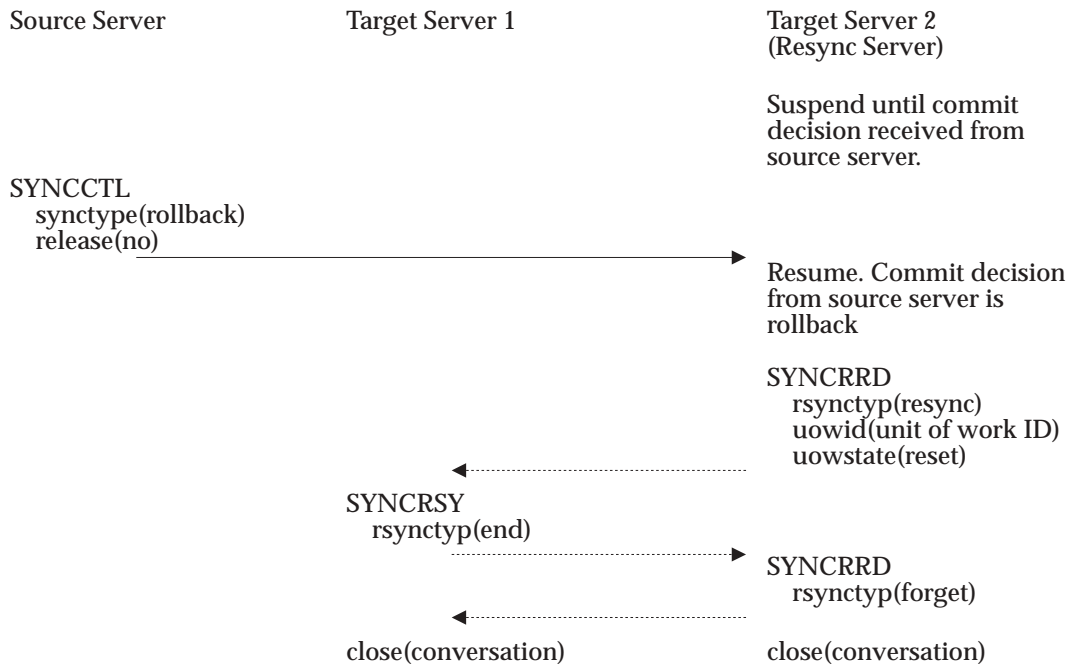 Source Server
Target Server 1
Target Server 2
(Resync Server)
Suspend until commit
decision received from
source server.
SYNCCTL
synctype(rollback)
release(no)
Resume. Commit decision
from source server is
rollback
SYNCRRD
rsynctyp(resync)
uowid(unit of work ID)
uowstate(reset)
SYNCRSY
rsynctyp(end)
SYNCRRD
rsynctyp(forget)
close(conversation)
close(conversation)